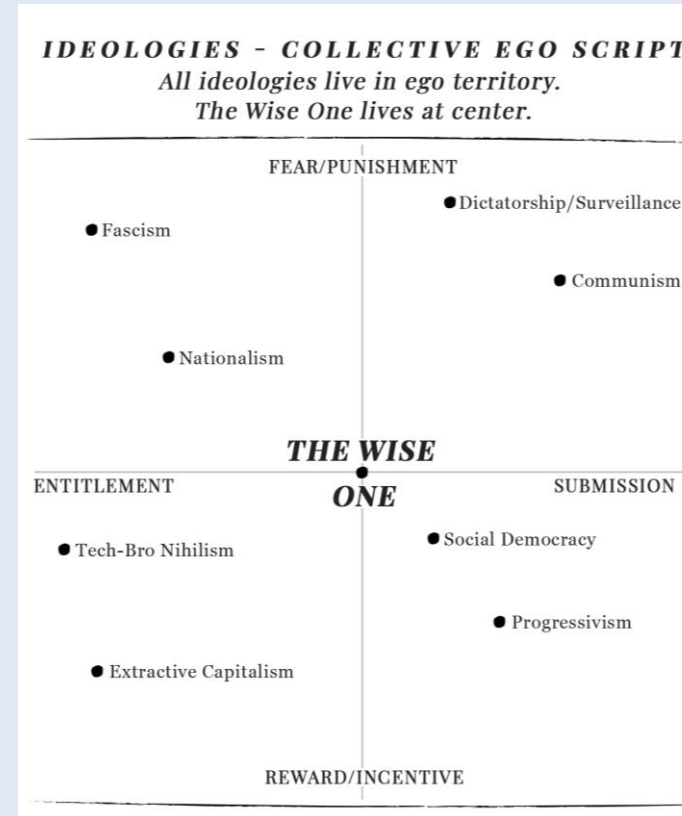 IDEOLOGIES - COLLECTIVE EGO SCRIPT
All ideologies live in ego territory.
The Wise One lives at center.
FEAR/PUNISHMENT
Dictatorship/Surveillance
Fascism
Communism
Nationalism
THE WISE
ONE
ENTITLEMENT
SUBMISSION
Social Democracy
Tech-Bro Nihilism
Progressivism
Extractive Capitalism
REWARD/INCENTIVE